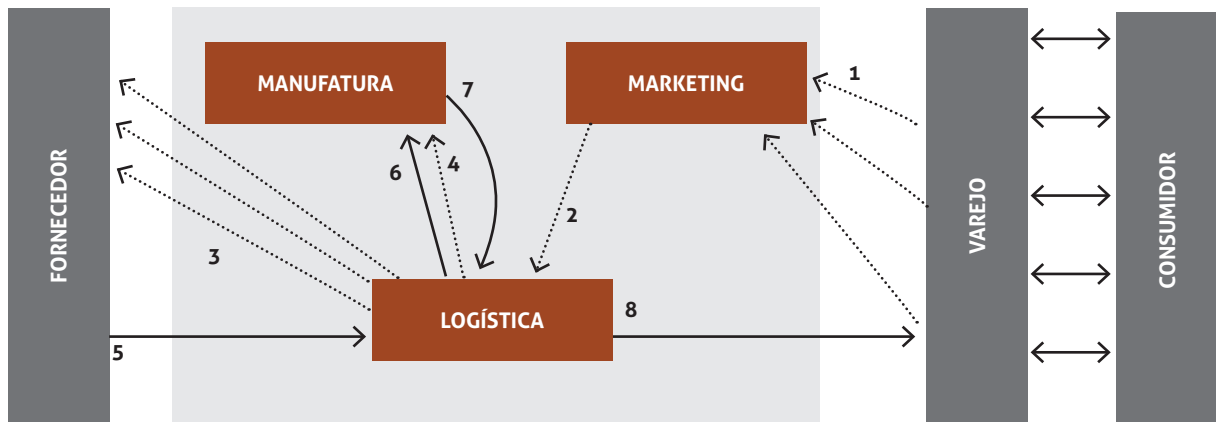 FORNECEDOR
MANUFATURA
7
MARKETING
1
6
4
2
3
LOGÍSTICA
8
5
VAREJO
CONSUMIDOR